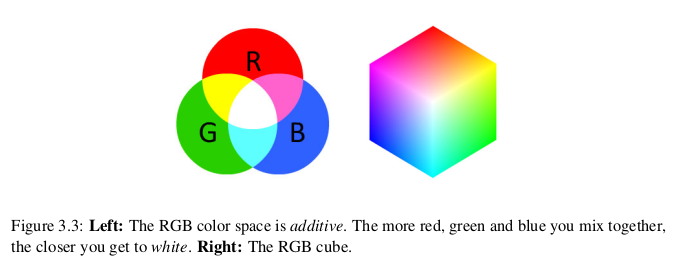 R
G
B
Figure 3.3: Left: The RGB color space is additive. The more red, green and blue you mix together,
the closer you get to white. Right: The RGB cube.